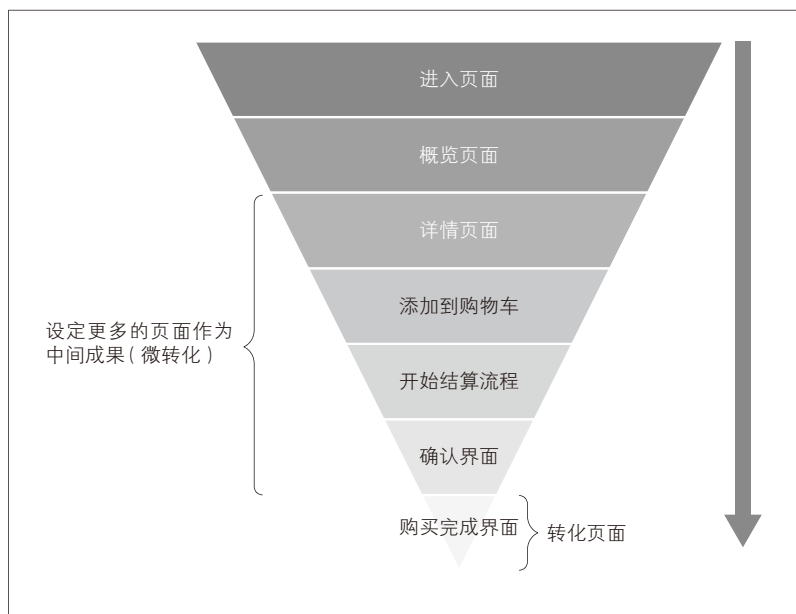 进入页面
概览页面
详情页面
添加到购物车
设定更多的页面作为
中间成果(微转化)
开始结算流程
确认界面
购买完成界面
转化页面